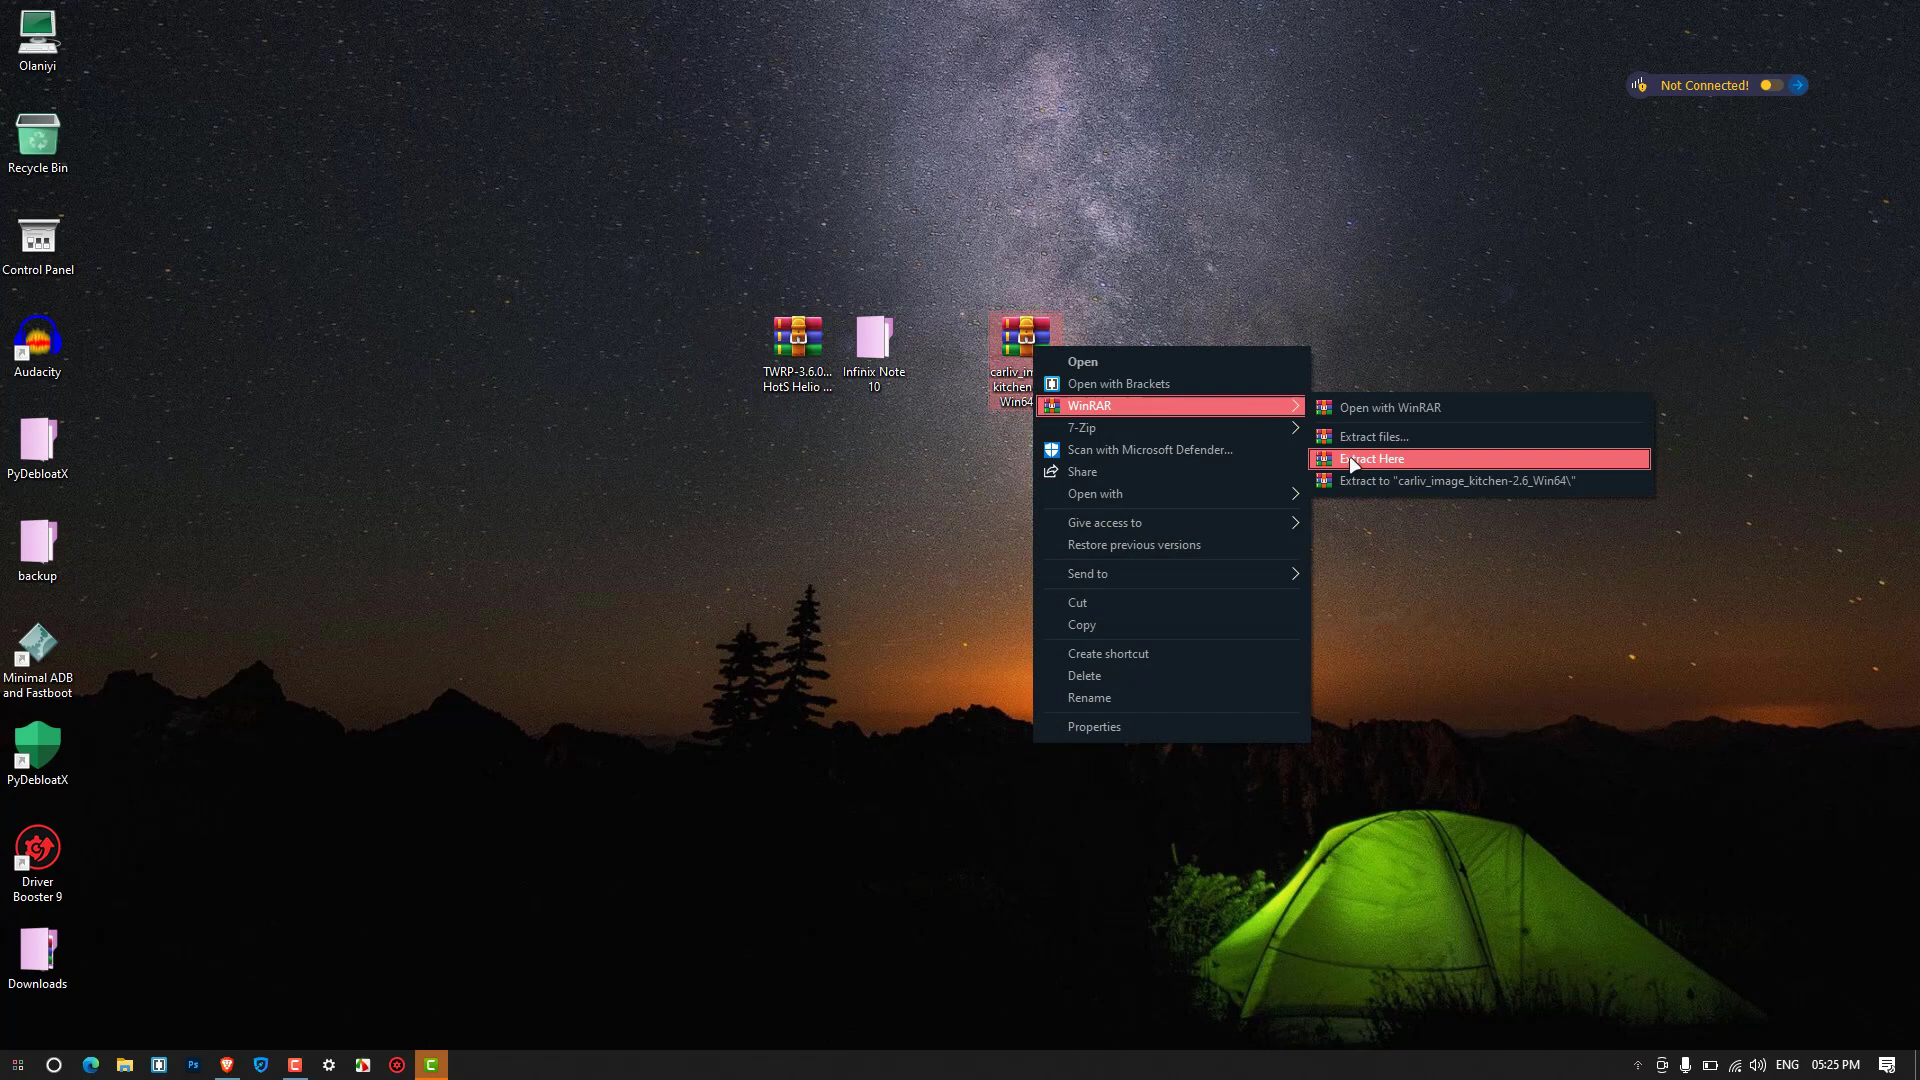 Olaniyi
Recycle Bin
Control Panel
Audacity
PyDebloatX
backup
Minimal ADB
and Fastboot
PyDebloatX
Driver
Booster 9
Downloads
TWRP-3.6.0...
HotS Helio ...
Infinix Note
10
carliv_im
kitchen
Win64
Not Connected!
Open
Open with Brackets
WinRAR
7-Zip
Scan with Microsoft Defender...
Share
Open with
Give access to
Restore previous versions
Send to
Cut
Copy
Create shortcut
Delete
Rename
Properties
Open with WinRAR
Extract files...
Extract Here
Extract to "carliv_image_kitchen-2.6_Win64\"
Ps
C
C
ENG
05:25 PM